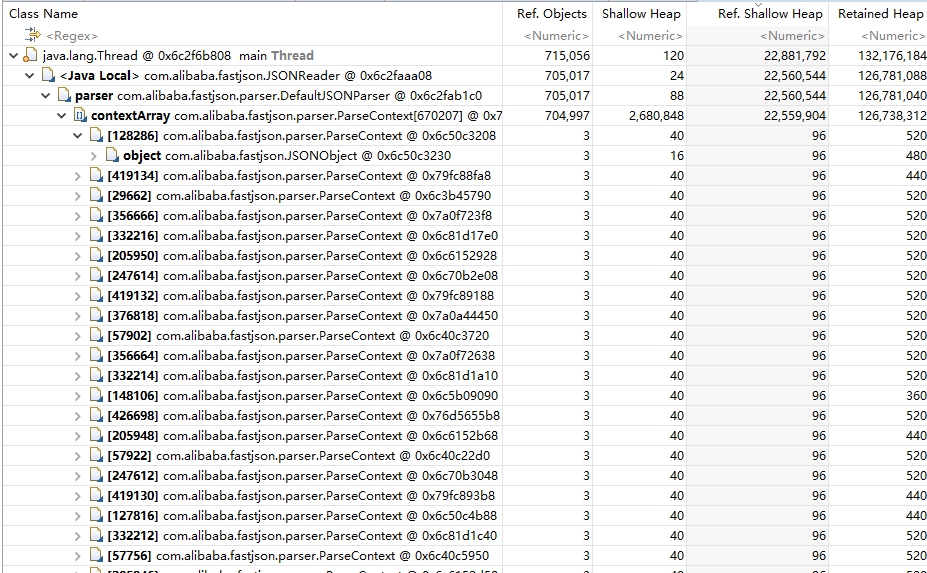 Class Name Ref. Objects Shallow Heap Ref. Shallow Heap Retained Heap
<Regex> <Numeric> <Numeric> <Numeric> <Numeric>
java.lang.Thread @ 0x6c2f6b808 main Thread 715,056 120 22,881,792 132,176,184
<Java Local> com.alibaba.fastjson.JSONReader @ 0x6c2faaa08 705,017 24 22,560,544 126,781,088
parser com.alibaba.fastjson.parser.DefaultJSONParser @ 0x6c2fab1c0 705,017 88 22,560,544 126,781,040
contextArray com.alibaba.fastjson.parser.ParseContext[670207] @ 0x7 704,997 2,680,848 22,559,904 126,738,312
[128286] com.alibaba.fastjson.parser.ParseContext @ 0x6c50c3208 3 40 96 520
object com.alibaba.fastjson.JSONObject @ 0x6c50c3230 3 16 96 480
[419134] com.alibaba.fastjson.parser.ParseContext @ 0x79fc88fa8 3 40 96 440
[29662] com.alibaba.fastjson.parser.ParseContext @ 0x6c3b45790 3 40 96 520
[356666] com.alibaba.fastjson.parser.ParseContext @ 0x7a0f723f8 3 40 96 520
[332216] com.alibaba.fastjson.parser.ParseContext @ 0x6c81d17e0 3 40 96 520
[205950] com.alibaba.fastjson.parser.ParseContext @ 0x6c6152928 3 40 96 520
[247614] com.alibaba.fastjson.parser.ParseContext @ 0x6c70b2e08 3 40 96 520
[419132] com.alibaba.fastjson.parser.ParseContext @ 0x79fc89188 3 40 96 520
[376818] com.alibaba.fastjson.parser.ParseContext @ 0x7a0a44450 3 40 96 520
[57902] com.alibaba.fastjson.parser.ParseContext @ 0x6c40c3720 3 40 96 520
[356664] com.alibaba.fastjson.parser.ParseContext @ 0x7a0f72638 3 40 96 520
[332214] com.alibaba.fastjson.parser.ParseContext @ 0x6c81d1a10 3 40 96 520
[148106] com.alibaba.fastjson.parser.ParseContext @ 0x6c5b09090 3 40 96 360
[426698] com.alibaba.fastjson.parser.ParseContext @ 0x76d5655b8 3 40 96 520
[205948] com.alibaba.fastjson.parser.ParseContext @ 0x6c6152b68 3 40 96 440
[57922] com.alibaba.fastjson.parser.ParseContext @ 0x6c40c22d0 3 40 96 520
[247612] com.alibaba.fastjson.parser.ParseContext @ 0x6c70b3048 3 40 96 520
[419130] com.alibaba.fastjson.parser.ParseContext @ 0x79fc893b8 3 40 96 440
[127816] com.alibaba.fastjson.parser.ParseContext @ 0x6c50c4b88 3 40 96 440
[332212] com.alibaba.fastjson.parser.ParseContext @ 0x6c81d1c40 3 40 96 520
[57756] com.alibaba.fastjson.parser.ParseContext @ 0x6c40c5950 3 40 96 520